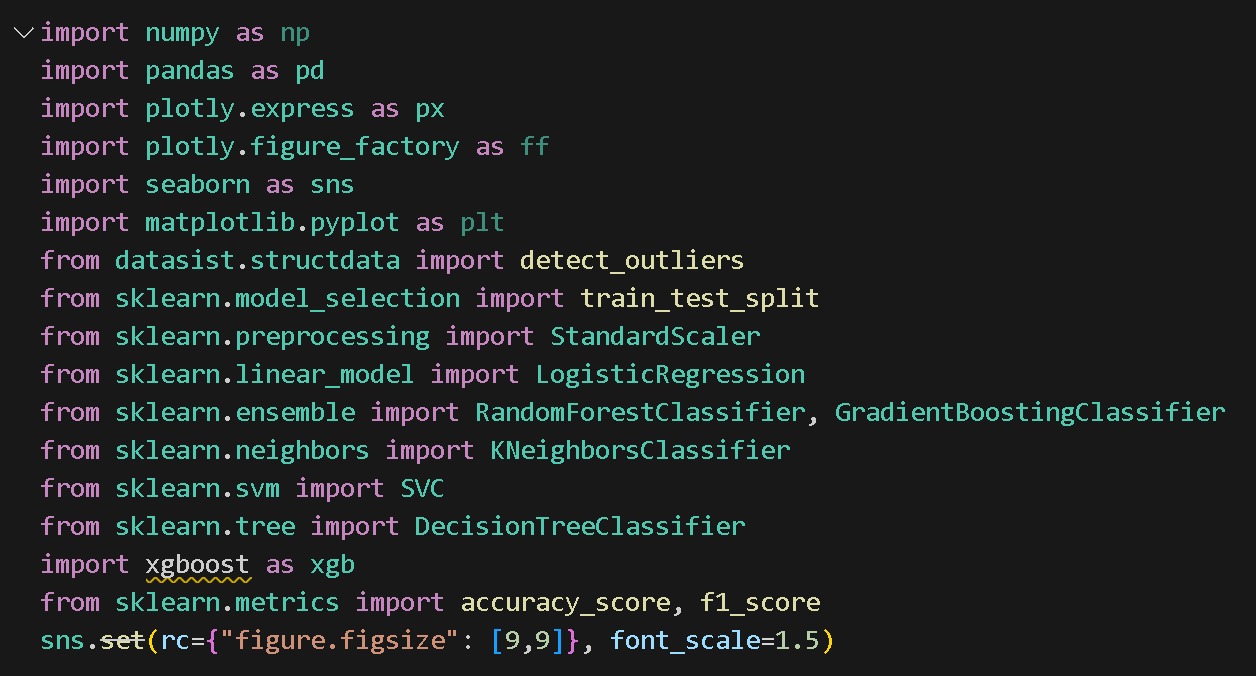 import numpy as np
import pandas as pd
import plotly.express as px
import plotly.figure_factory as ff
import seaborn as sns
import matplotlib.pyplot as plt
from datasist.structdata import detect_outliers
from sklearn.model_selection import train_test_split
from sklearn.preprocessing import StandardScaler
from sklearn.linear_model import LogisticRegression
from sklearn.ensemble import RandomForestClassifier, GradientBoostingClassifier
from sklearn.neighbors import KNeighborsClassifier
from sklearn.svm import SVC
from sklearn.tree import DecisionTreeClassifier
import xgboost as xgb
from sklearn.metrics import accuracy_score, f1_score
sns.set(rc={"figure.figsize": [9,9]}, font_scale=1.5)